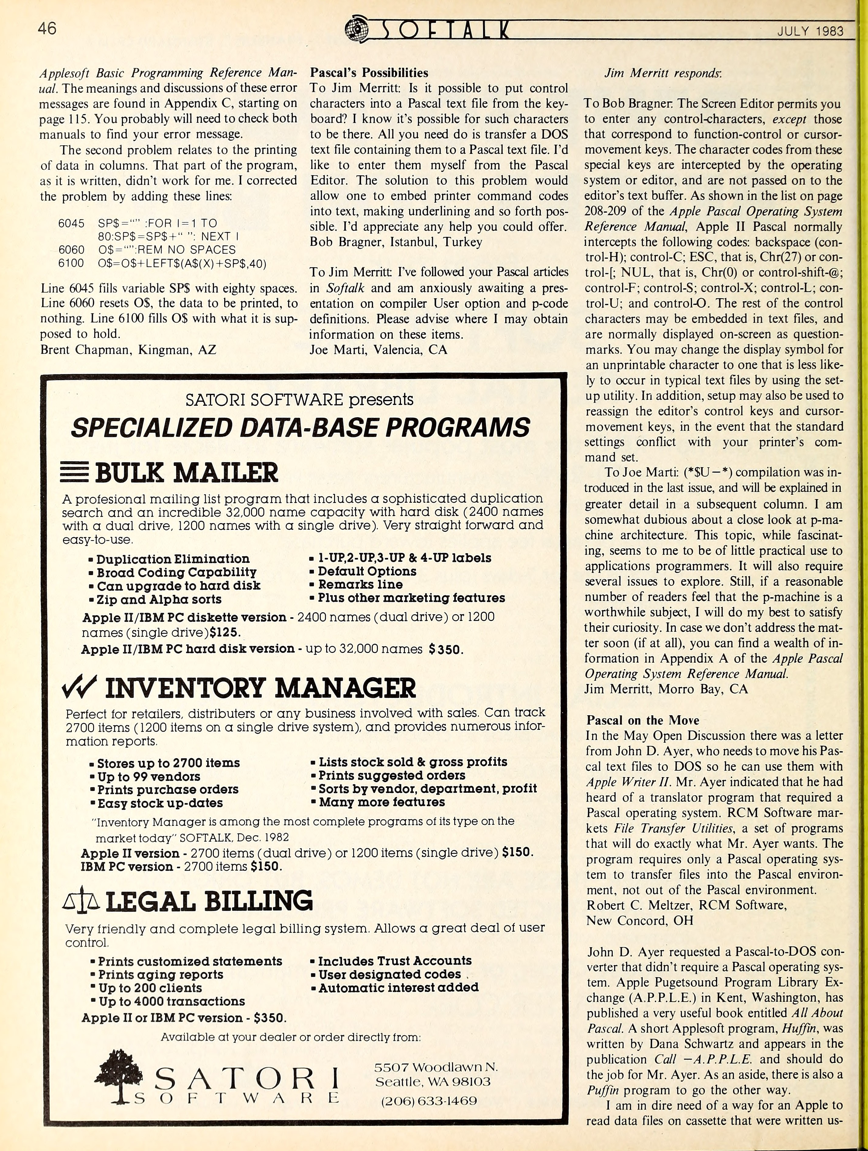 46
SOFTALK
JULY 1983
Applesoft Basic Programming Reference Man-
ual. The meanings and discussions of these error
messages are found in Appendix C, starting on
page 115. You probably will need to check both
manuals to find your error message.
The second problem relates to the printing
of data in columns. That part of the program,
as it is written, didn't work for me. I corrected
the problem by adding these lines:
6045 SP$="" :FOR I=1 TO
80:SP$=SP$+" ": NEXT I
6060 O$="":REM NO SPACES
6100 O$=O$+LEFT$(A$(X)+SP$,40)
Line 6045 fills variable SP$ with eighty spaces.
Line 6060 resets O$, the data to be printed, to
nothing. Line 6100 fills O$ with what it is sup-
posed to hold.
Brent Chapman, Kingman, AZ
Pascal's Possibilities
To Jim Merritt: Is it possible to put control
characters into a Pascal text file from the key-
board? I know it's possible for such characters
to be there. All you need do is transfer a DOS
text file containing them to a Pascal text file. I'd
like to enter them myself from the Pascal
Editor. The solution to this problem would
allow one to embed printer command codes
into text, making underlining and so forth pos-
sible. I'd appreciate any help you could offer.
Bob Bragner, Istanbul, Turkey
To Jim Merritt: I've followed your Pascal articles
in Softalk and am anxiously awaiting a pres-
entation on compiler User option and p-code
definitions. Please advise where I may obtain
information on these items.
Joe Marti, Valencia, CA
SATORI SOFTWARE presents
SPECIALIZED DATA-BASE PROGRAMS
BULK MAILER
A profesional mailing list program that includes a sophisticated duplication
search and an incredible 32,000 name capacity with hard disk (2400 names
with a dual drive, 1200 names with a single drive). Very straight forward and
easy-to-use.
▪ Duplication Elimination
▪ Broad Coding Capability
▪ Can upgrade to hard disk
▪ Zip and Alpha sorts
▪ 1-UP,2-UP,3-UP & 4-UP labels
▪ Default Options
▪ Remarks line
▪ Plus other marketing features
Apple II/IBM PC diskette version - 2400 names (dual drive) or 1200
names (single drive)$125.
Apple II/IBM PC hard disk version - up to 32,000 names $350.
INVENTORY MANAGER
Perfect for retailers, distributers or any business involved with sales. Can track
2700 items (1200 items on a single drive system), and provides numerous infor-
mation reports.
▪ Stores up to 2700 items
▪ Up to 99 vendors
▪ Prints purchase orders
▪ Easy stock up-dates
▪ Lists stock sold & gross profits
▪ Prints suggested orders
▪ Sorts by vendor, department, profit
▪ Many more features
"Inventory Manager is among the most complete programs of its type on the
market today" SOFTALK, Dec. 1982
Apple II version - 2700 items (dual drive) or 1200 items (single drive) $150.
IBM PC version - 2700 items $150.
LEGAL BILLING
Very friendly and complete legal billing system. Allows a great deal of user
control.
▪ Prints customized statements
▪ Prints aging reports
▪ Up to 200 clients
▪ Up to 4000 transactions
▪ Includes Trust Accounts
▪ User designated codes .
▪ Automatic interest added
Apple II or IBM PC version - $350.
Available at your dealer or order directly from:
SATORI
SOFTWARE
5507 Woodlawn N.
Seattle, WA 98103
(206) 633-1469
Jim Merritt responds:
To Bob Bragner: The Screen Editor permits you
to enter any control-characters, except those
that correspond to function-control or cursor-
movement keys. The character codes from these
special keys are intercepted by the operating
system or editor, and are not passed on to the
editor's text buffer. As shown in the list on page
208-209 of the Apple Pascal Operating System
Reference Manual, Apple II Pascal normally
intercepts the following codes: backspace (con-
trol-H); control-C; ESC, that is, Chr(27) or con-
trol-[; NUL, that is, Chr(0) or control-shift-@;
control-F; control-S; control-X; control-L; con-
trol-U; and control-O. The rest of the control
characters may be embedded in text files, and
are normally displayed on-screen as question-
marks. You may change the display symbol for
an unprintable character to one that is less like-
ly to occur in typical text files by using the set-
up utility. In addition, setup may also be used to
reassign the editor's control keys and cursor-
movement keys, in the event that the standard
settings conflict with your printer's com-
mand set.
To Joe Marti: (*$U−*) compilation was in-
troduced in the last issue, and will be explained in
greater detail in a subsequent column. I am
somewhat dubious about a close look at p-ma-
chine architecture. This topic, while fascinat-
ing, seems to me to be of little practical use to
applications programmers. It will also require
several issues to explore. Still, if a reasonable
number of readers feel that the p-machine is a
worthwhile subject, I will do my best to satisfy
their curiosity. In case we don't address the mat-
ter soon (if at all), you can find a wealth of in-
formation in Appendix A of the Apple Pascal
Operating System Reference Manual.
Jim Merritt, Morro Bay, CA
Pascal on the Move
In the May Open Discussion there was a letter
from John D. Ayer, who needs to move his Pas-
cal text files to DOS so he can use them with
Apple Writer II. Mr. Ayer indicated that he had
heard of a translator program that required a
Pascal operating system. RCM Software mar-
kets File Transfer Utilities, a set of programs
that will do exactly what Mr. Ayer wants. The
program requires only a Pascal operating sys-
tem to transfer files into the Pascal environ-
ment, not out of the Pascal environment.
Robert C. Meltzer, RCM Software,
New Concord, OH
John D. Ayer requested a Pascal-to-DOS con-
verter that didn't require a Pascal operating sys-
tem. Apple Pugetsound Program Library Ex-
change (A.P.P.L.E.) in Kent, Washington, has
published a very useful book entitled All About
Pascal. A short Applesoft program, Huffin, was
written by Dana Schwartz and appears in the
publication Call −A.P.P.L.E. and should do
the job for Mr. Ayer. As an aside, there is also a
Puffin program to go the other way.
I am in dire need of a way for an Apple to
read data files on cassette that were written us-